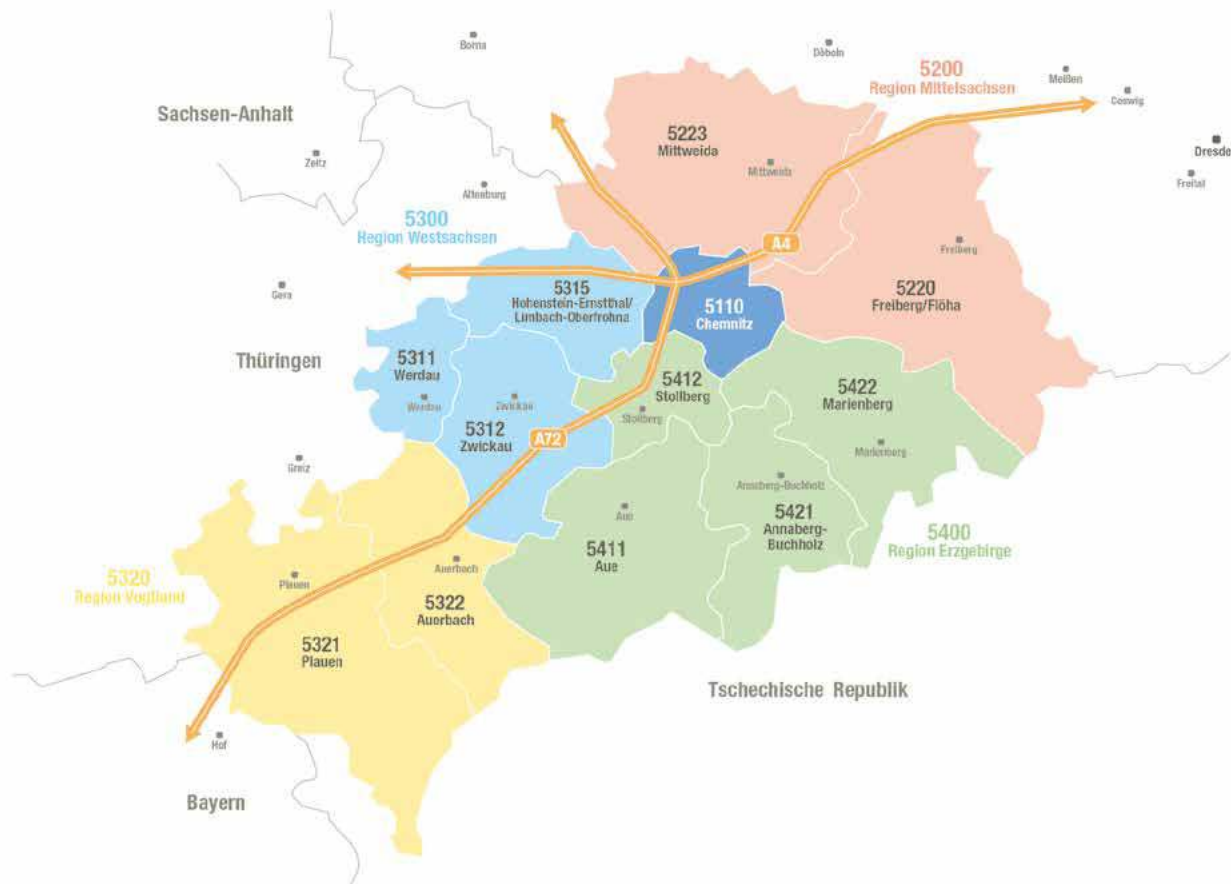 Borna
Döbeln
5200
Region Mittelsachsen
Meißen
Coswig
Sachsen-Anhalt
5223
Mittweida
Dresde
Zeitz
Mittweida
Freital
Altenburg
5300
Region Westsachsen
A4
Freiberg
Gera
5315
Hohenstein-Ernstthal/
Limbach-Oberfrohna
5110
Chemnitz
5220
Freiberg/Flöha
Thüringen
5311
Werdau
5412
Stollberg
5422
Marienberg
Werdau
Zwickau
Stollberg
5312
Zwickau
A72
Marienberg
Greiz
Annaberg-Buchholz
Aue
5421
Annaberg-
Buchholz
5400
Region Erzgebirge
5411
Aue
5320
Region Vogtland
Plauen
Auerbach
5322
Auerbach
5321
Plauen
Tschechische Republik
Hof
Bayern